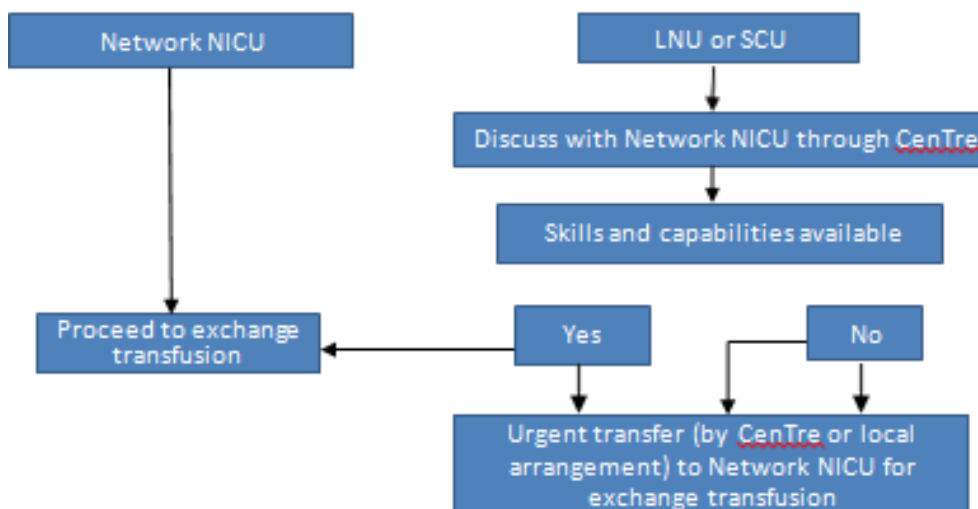 Network NICU
LNU or SCU
Discuss with Network NICU through CenTre
Skills and capabilities available
Proceed to exchange
transfusion
Yes
No
Urgent transfer (by CenTre or local
arrangement) to Network NICU for
exchange transfusion